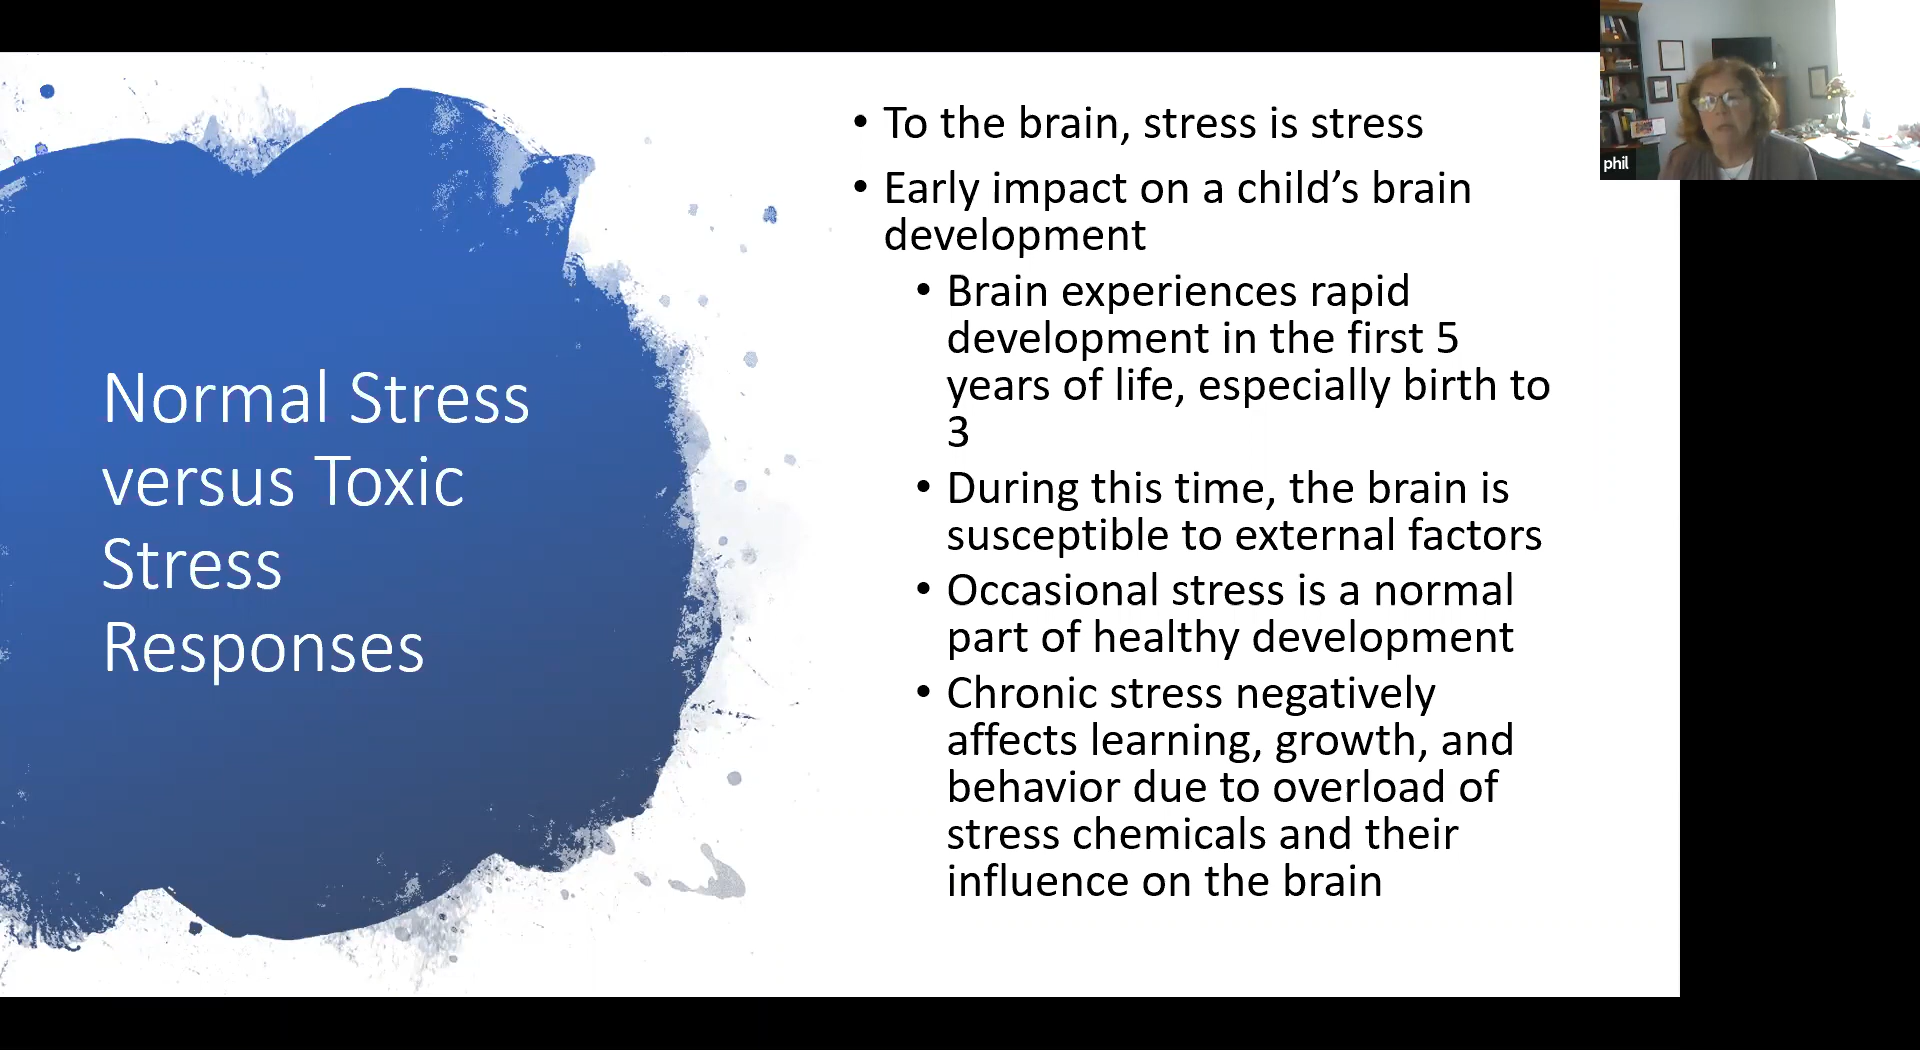 Normal Stress
versus Toxic
Stress
Responses
• To the brain, stress is stress
• Early impact on a child’s brain
development
• Brain experiences rapid
development in the first 5
years of life, especially birth to
3
• During this time, the brain is
susceptible to external factors
• Occasional stress is a normal
part of healthy development
• Chronic stress negatively
affects learning, growth, and
behavior due to overload of
stress chemicals and their
influence on the brain
phil